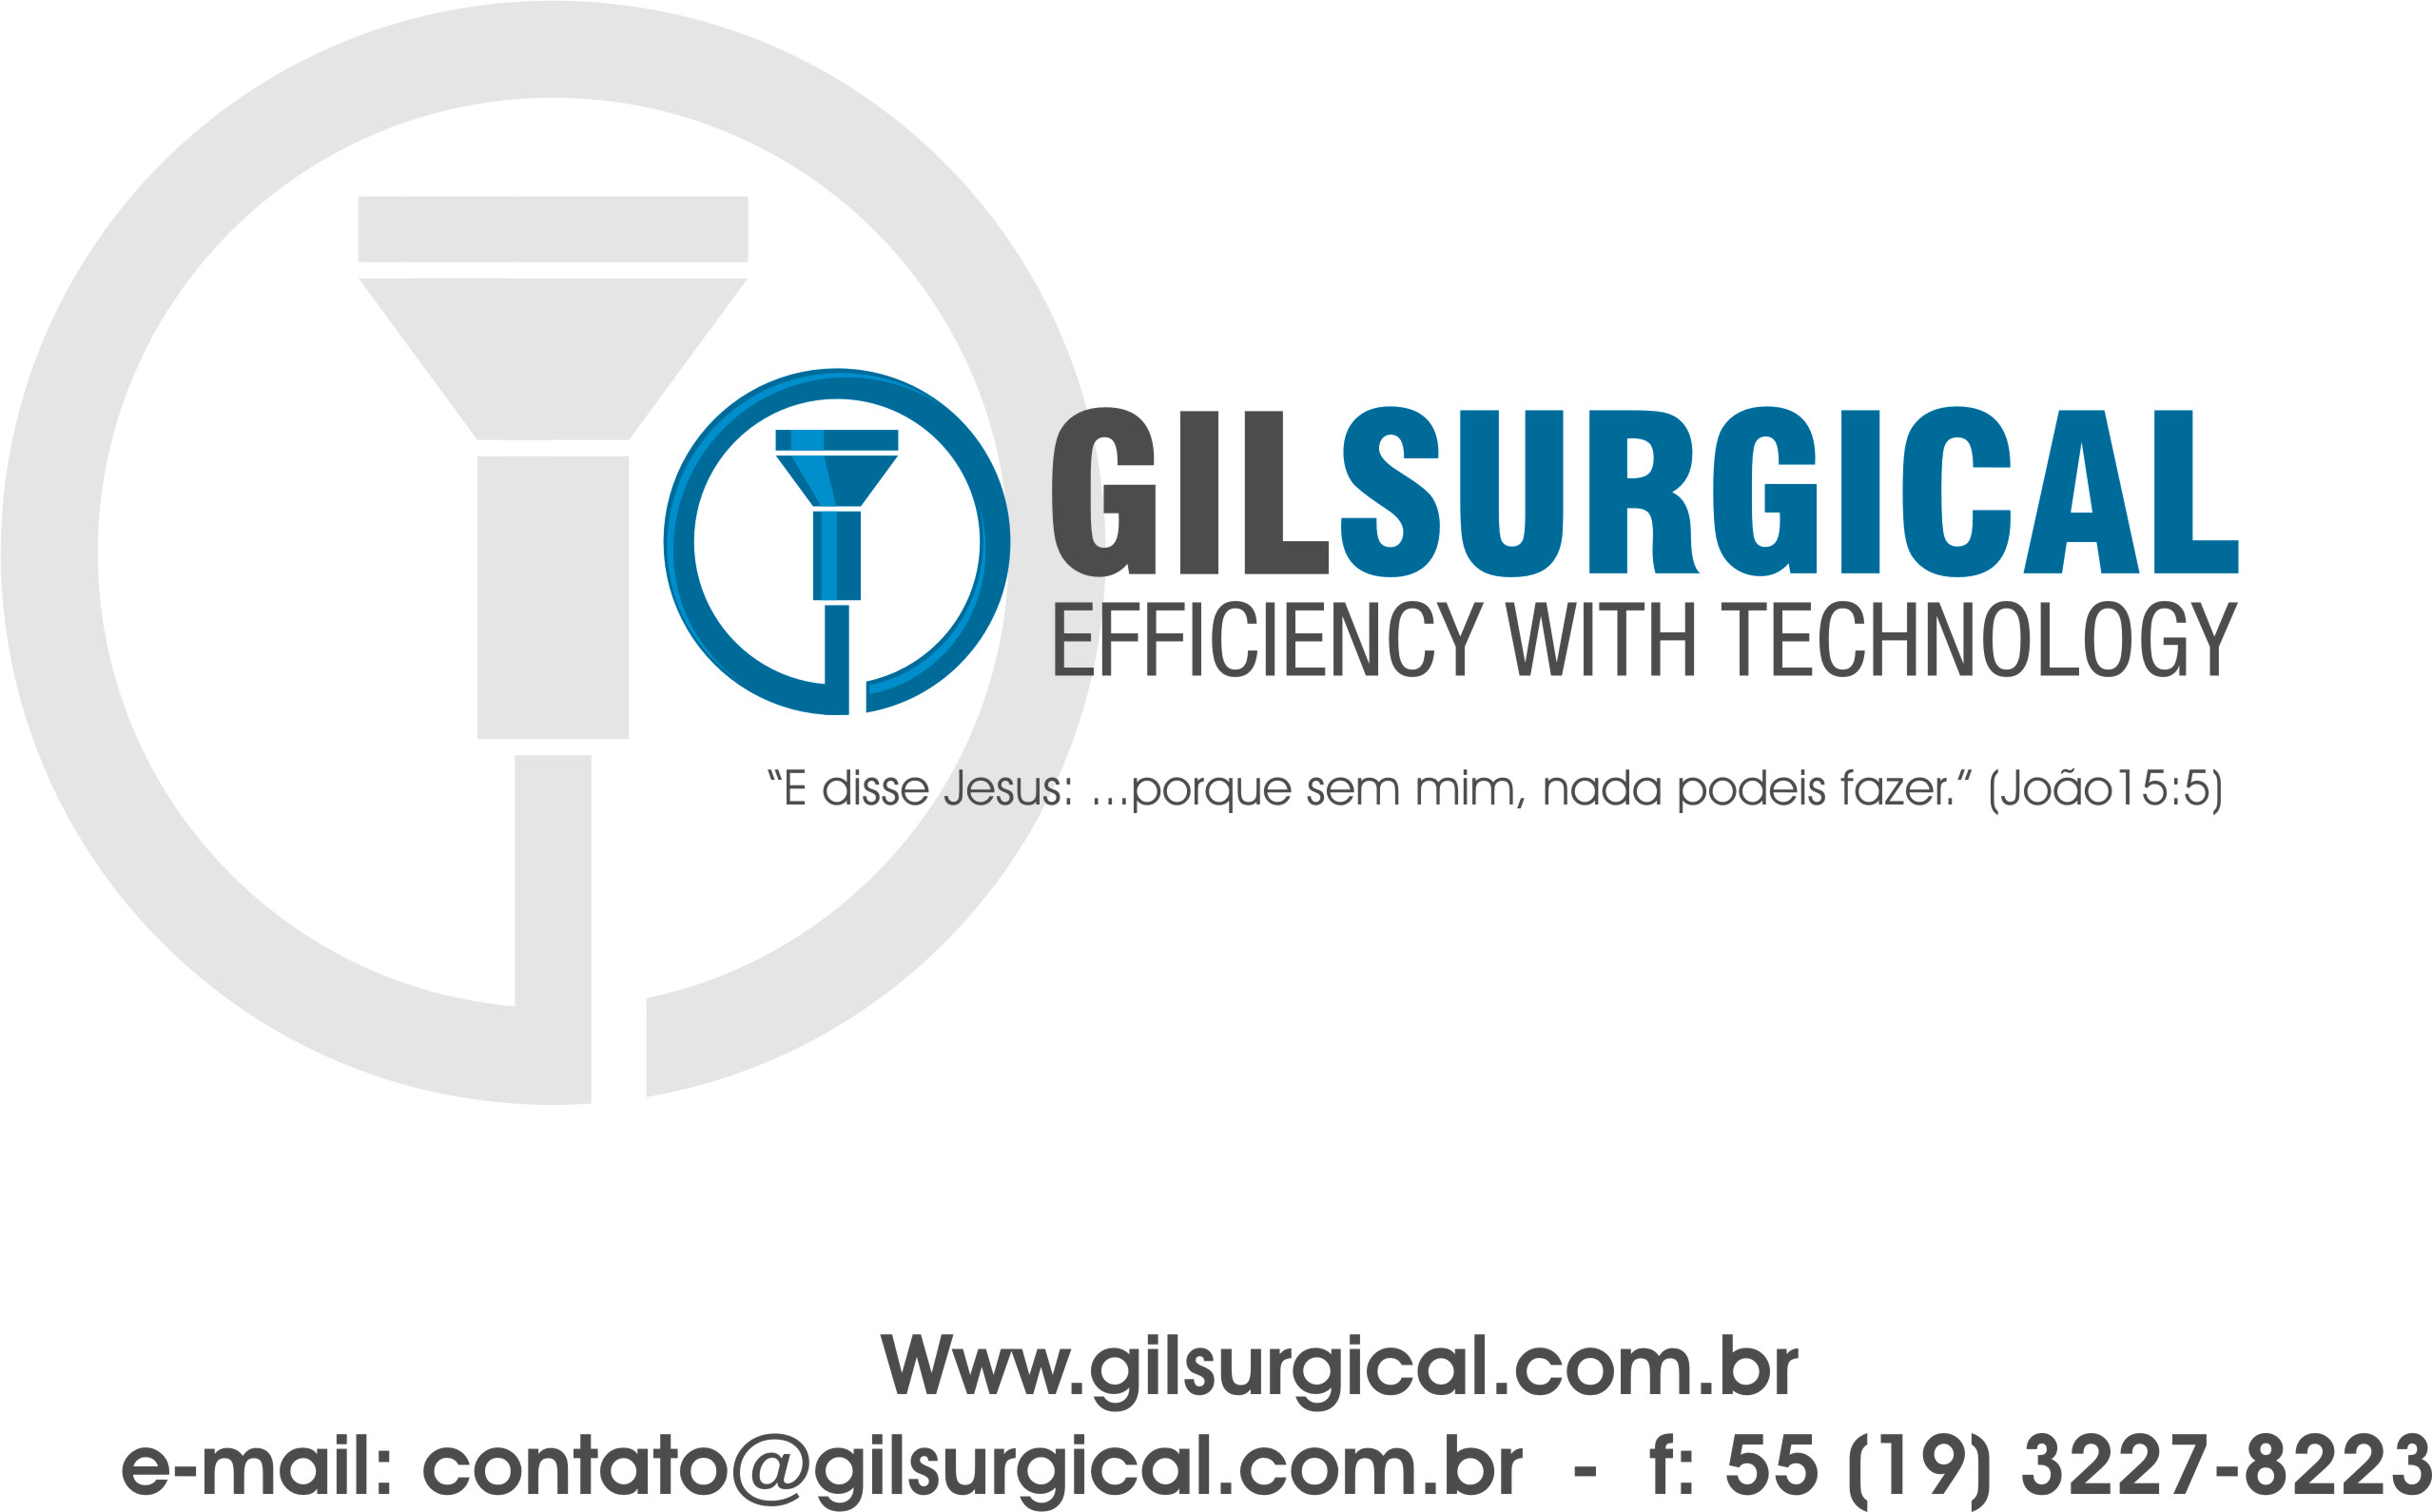 GILSURGICAL
EFFICIENCY WITH TECHNOLOGY
“E disse Jesus: ...porque sem mim, nada podeis fazer.“ (João15:5)
Www.gilsurgical.com.br
e-mail: contato@gilsurgical.com.br - f: 55 (19) 3227-8223